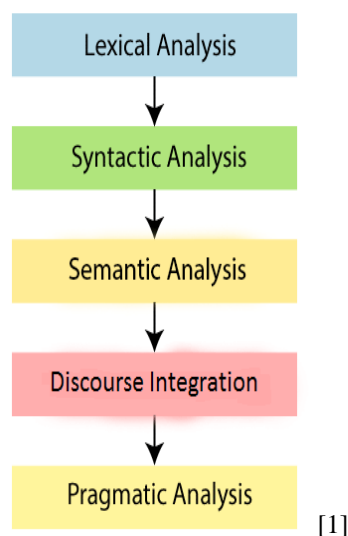 Lexical Analysis
Syntactic Analysis
Semantic Analysis
Discourse Integration
Pragmatic Analysis
[1]